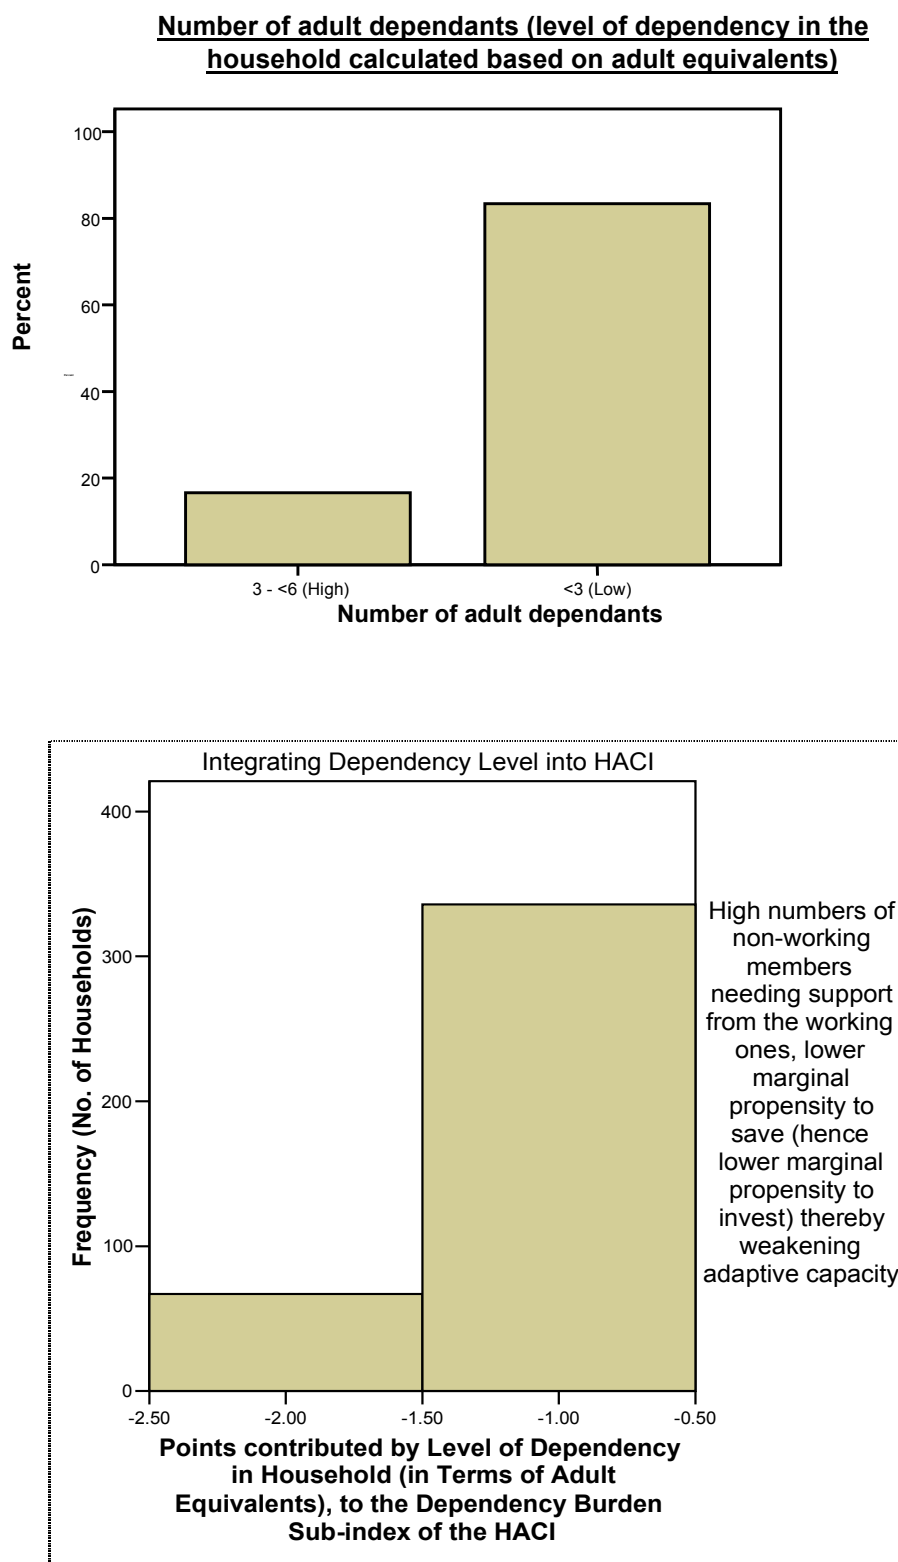 Number of adult dependants (level of dependency in the
household calculated based on adult equivalents)
100
80
60
40
20
0
Percent
3 - <6 (High)
<3 (Low)
Number of adult dependants
Integrating Dependency Level into HACI
400
300
200
100
0
Frequency (No. of Households)
-2.50
-2.00
-1.50
-1.00
-0.50
Points contributed by Level of Dependency
in Household (in Terms of Adult
Equivalents), to the Dependency Burden
Sub-index of the HACI
High numbers of
non-working
members
needing support
from the working
ones, lower
marginal
propensity to
save (hence
lower marginal
propensity to
invest) thereby
weakening
adaptive capacity